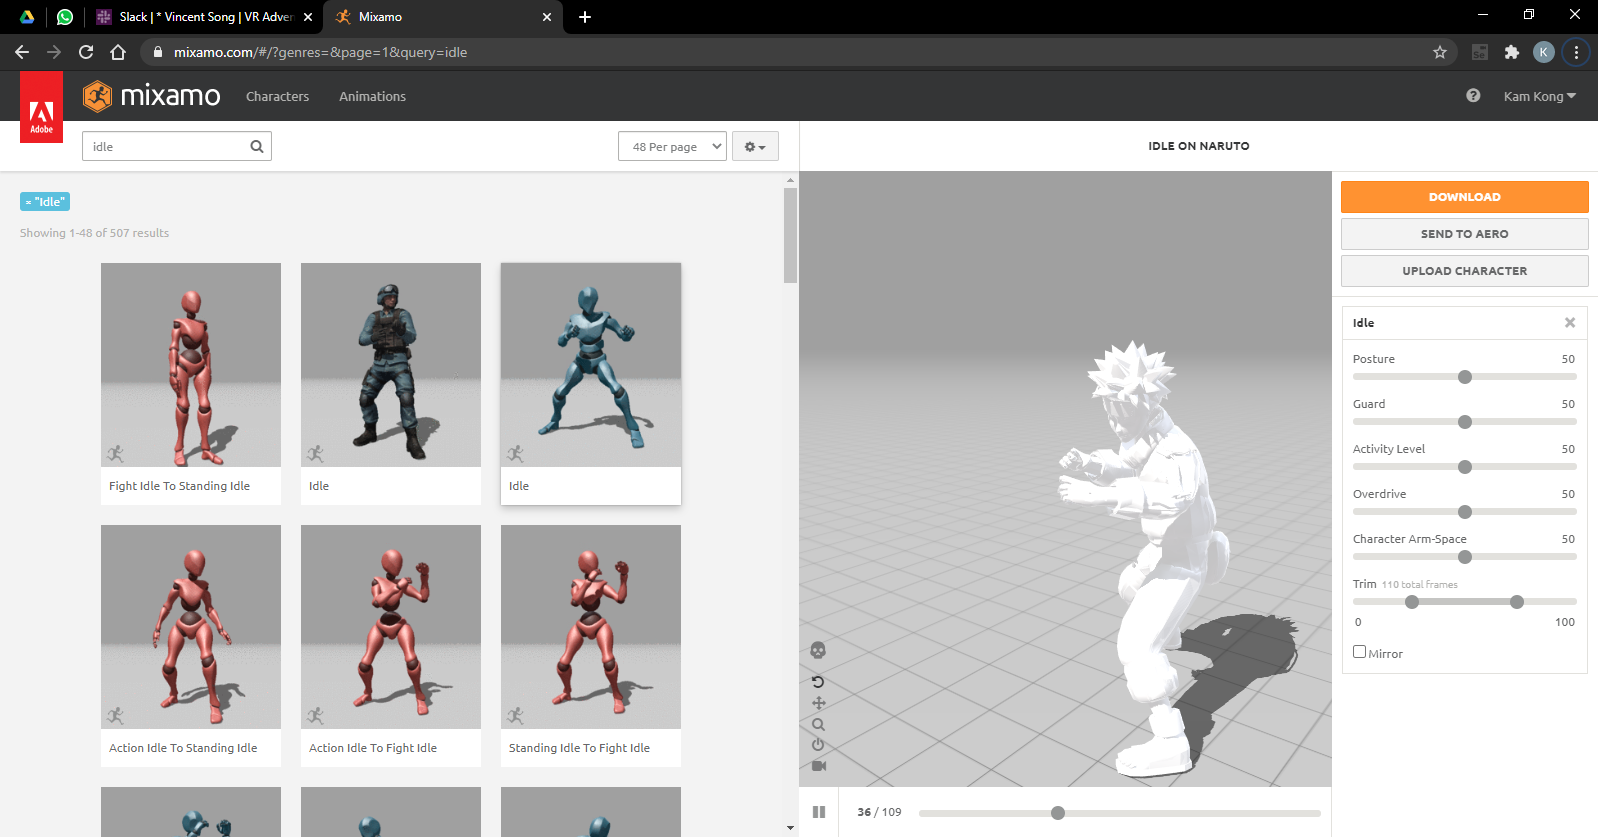 Slack | * Vincent Song | VR Adven
Mixamo
mixamo.com/#/?genres=&page=1&query=idle
Se
K
Adobe
mixamo
Characters
Animations
Kam Kong
idle
48 Per page
IDLE ON NARUTO
× "Idle"
Showing 1-48 of 507 results
Fight Idle To Standing Idle
Idle
Idle
Action Idle To Standing Idle
Action Idle To Fight Idle
Standing Idle To Fight Idle
36 / 109
DOWNLOAD
SEND TO AERO
UPLOAD CHARACTER
Idle
Posture 50
Guard 50
Activity Level 50
Overdrive 50
Character Arm-Space 50
Trim 110 total frames
0 100
Mirror